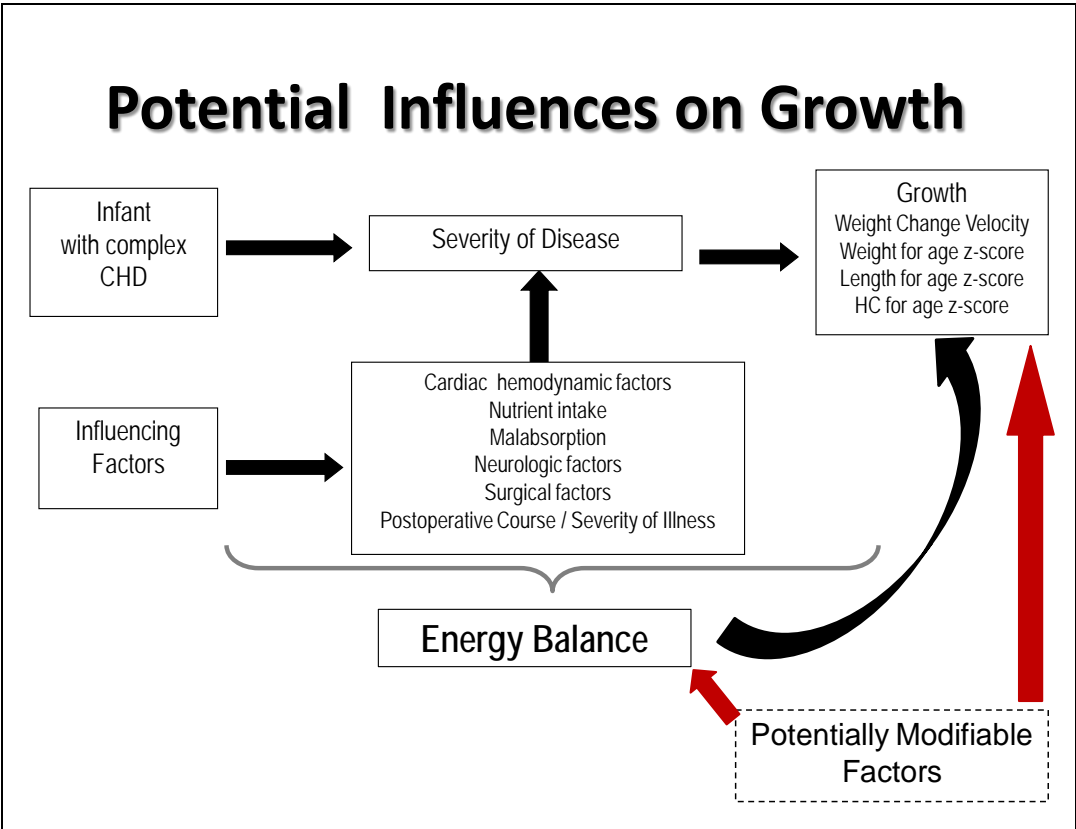 Potential Influences on Growth
Infant
with complex
CHD
Severity of Disease
Growth
Weight Change Velocity
Weight for age z-score
Length for age z-score
HC for age z-score
Influencing
Factors
Cardiac hemodynamic factors
Nutrient intake
Malabsorption
Neurologic factors
Surgical factors
Postoperative Course / Severity of Illness
Energy Balance
Potentially Modifiable
Factors